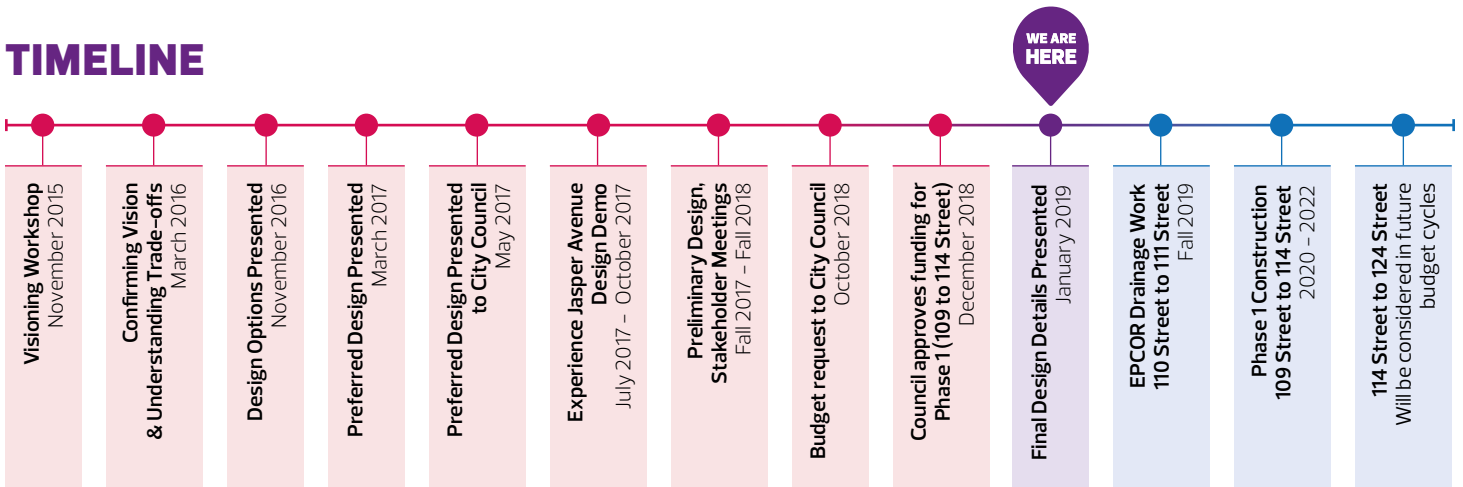 TIMELINE
WE ARE
HERE
Visioning Workshop
November 2015
Confirming Vision
& Understanding Trade-offs
March 2016
Design Options Presented
November 2016
Preferred Design Presented
March 2017
Preferred Design Presented
to City Council
May 2017
Experience Jasper Avenue
Design Demo
July 2017 – October 2017
Preliminary Design,
Stakeholder Meetings
Fall 2017 – Fall 2018
Budget request to City Council
October 2018
Council approves funding for
Phase 1 (109 to 114 Street)
December 2018
Final Design Details Presented
January 2019
EPCOR Drainage Work
110 Street to 111 Street
Fall 2019
Phase 1 Construction
109 Street to 114 Street
2020 – 2022
114 Street to 124 Street
Will be considered in future
budget cycles